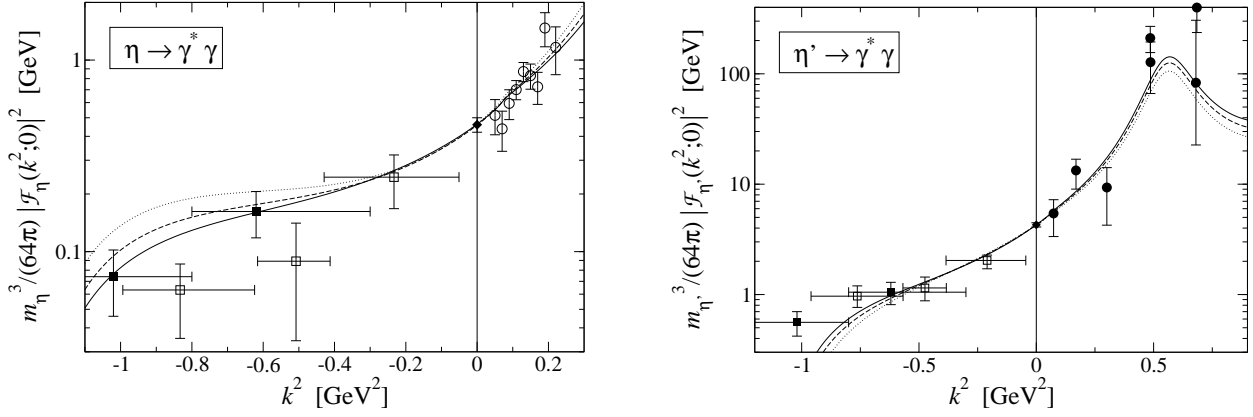 η → γ* γ
m_η³/(64π) |ℱ_η(k²;0)|² [GeV]
1
0.1
-1 -0.8 -0.6 -0.4 -0.2 0 0.2
k² [GeV²]
η’ → γ* γ
m_η’³/(64π) |ℱ_η’(k²;0)|² [GeV]
100
10
1
-1 -0.5 0 0.5
k² [GeV²]